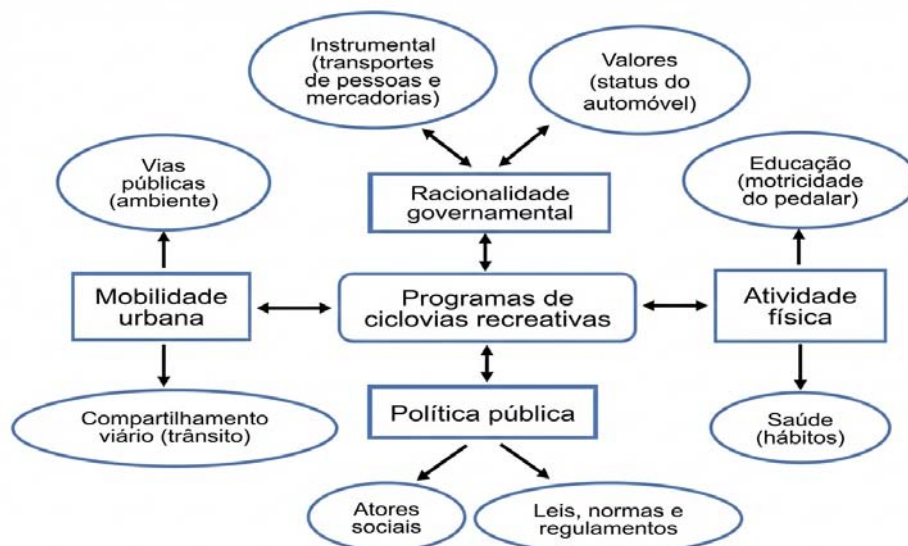 Instrumental
(transportes
de pessoas e
mercadorias)
Valores
(status do
automóvel)
Vias
públicas
(ambiente)
Racionalidade
governamental
Educação
(motricidade
do pedalar)
Mobilidade
urbana
Programas de
ciclovias recreativas
Atividade
física
Compartilhamento
viário (trânsito)
Política pública
Saúde
(hábitos)
Atores
sociais
Leis, normas e
regulamentos